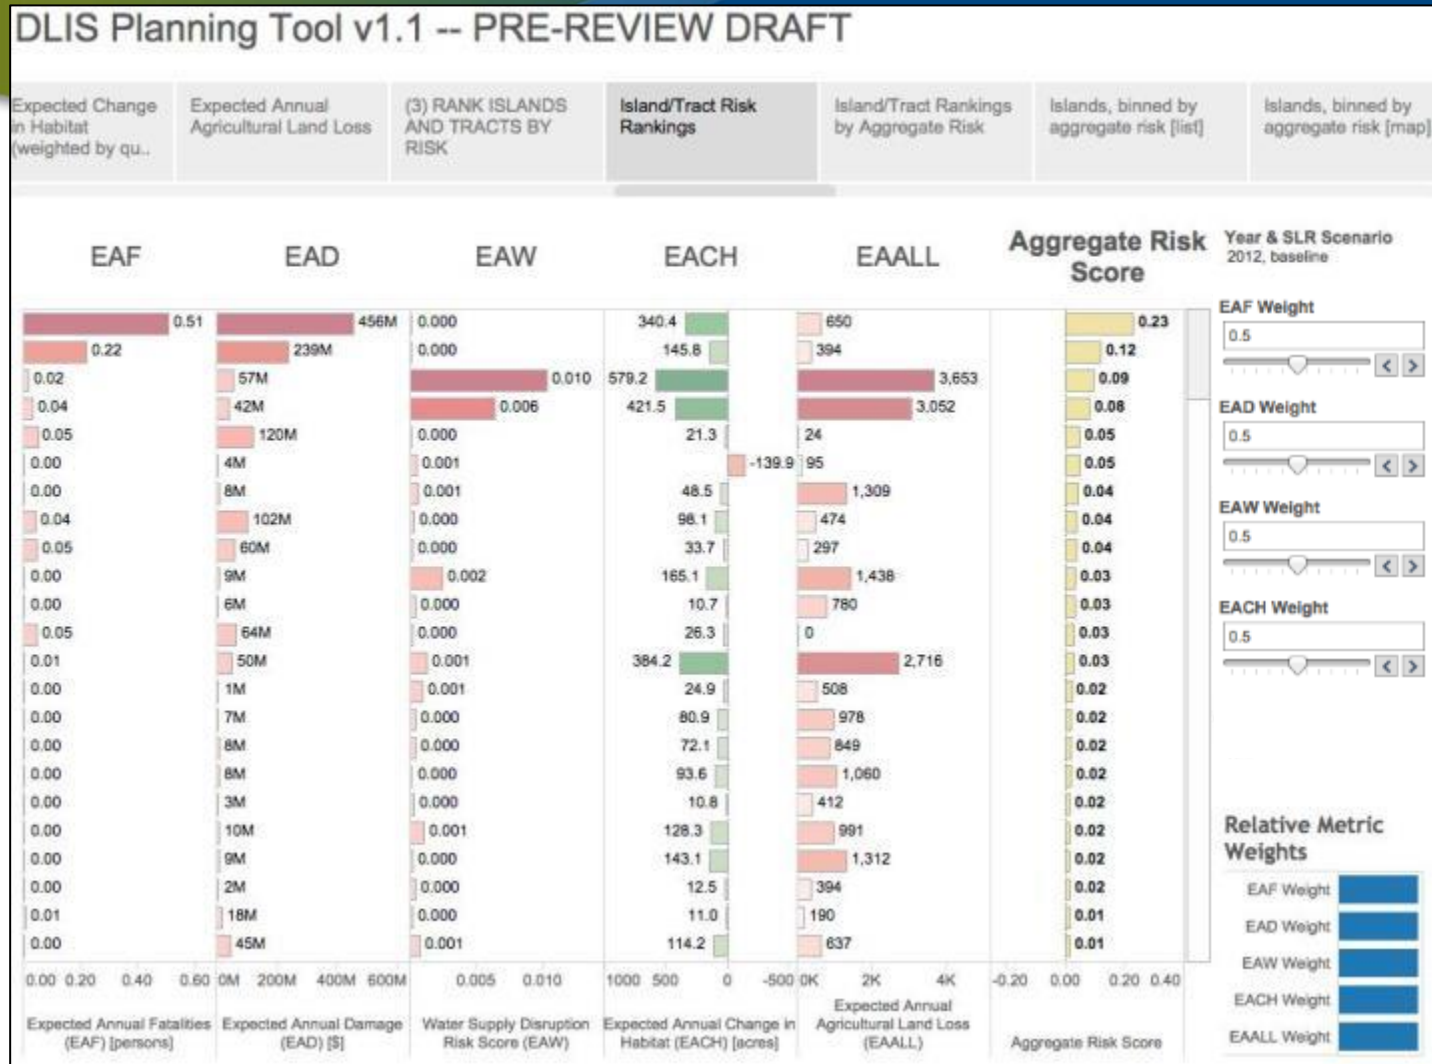 DLIS Planning Tool v1.1 -- PRE-REVIEW DRAFT
Expected Change
in Habitat
(weighted by qu..
Expected Annual
Agricultural Land Loss
(3) RANK ISLANDS
AND TRACTS BY
RISK
Island/Tract Risk
Rankings
Island/Tract Rankings
by Aggregate Risk
Islands, binned by
aggregate risk [list]
Islands, binned by
aggregate risk [map]
EAF EAD EAW EACH EAALL
Aggregate Risk
Score
0.51 456M 0.000 340.4 650 0.23
0.22 239M 0.000 145.8 394 0.12
0.02 57M 0.010 579.2 3,653 0.09
0.04 42M 0.006 421.5 3,052 0.08
0.05 120M 0.000 21.3 24 0.05
0.00 4M 0.001 -139.9 95 0.05
0.00 8M 0.001 48.5 1,309 0.04
0.04 102M 0.000 98.1 474 0.04
0.05 60M 0.000 33.7 297 0.04
0.00 9M 0.002 165.1 1,438 0.03
0.00 6M 0.000 10.7 780 0.03
0.05 64M 0.000 26.3 0 0.03
0.01 50M 0.001 384.2 2,716 0.03
0.00 1M 0.001 24.9 508 0.02
0.00 7M 0.000 80.9 978 0.02
0.00 8M 0.000 72.1 849 0.02
0.00 8M 0.000 93.6 1,060 0.02
0.00 3M 0.000 10.8 412 0.02
0.00 10M 0.001 128.3 991 0.02
0.00 9M 0.000 143.1 1,312 0.02
0.00 2M 0.000 12.5 394 0.02
0.01 18M 0.000 11.0 190 0.01
0.00 45M 0.001 114.2 637 0.01
0.00 0.20 0.40 0.60 0M 200M 400M 600M 0.005 0.010 1000 500 0 -500 0K 2K 4K -0.20 0.00 0.20 0.40
Expected Annual Fatalities
(EAF) [persons]
Expected Annual Damage
(EAD) [$]
Water Supply Disruption
Risk Score (EAW)
Expected Annual Change in
Habitat (EACH) [acres]
Expected Annual
Agricultural Land Loss
(EAALL)
Aggregate Risk Score
Year & SLR Scenario
2012, baseline
EAF Weight
0.5
EAD Weight
0.5
EAW Weight
0.5
EACH Weight
0.5
Relative Metric
Weights
EAF Weight
EAD Weight
EAW Weight
EACH Weight
EAALL Weight